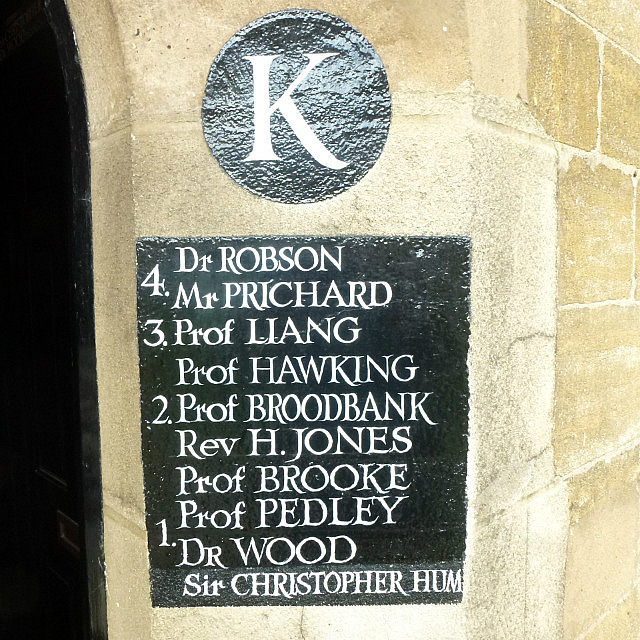 K
Dr ROBSON
4. Mr PRICHARD
3. Prof LIANG
Prof HAWKING
2. Prof BROODBANK
Rev H. JONES
Prof BROOKE
Prof PEDLEY
1. DR WOOD
Sir CHRISTOPHER HUM